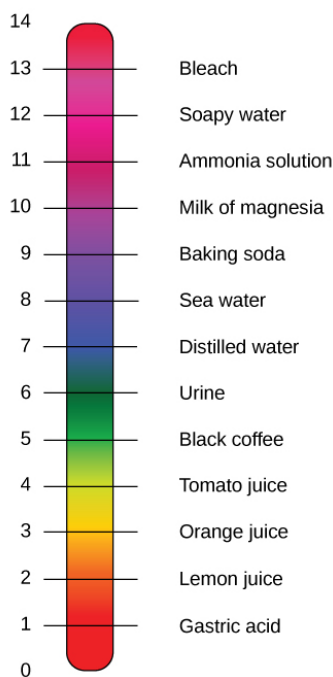 14
13 Bleach
12 Soapy water
11 Ammonia solution
10 Milk of magnesia
9 Baking soda
8 Sea water
7 Distilled water
6 Urine
5 Black coffee
4 Tomato juice
3 Orange juice
2 Lemon juice
1 Gastric acid
0